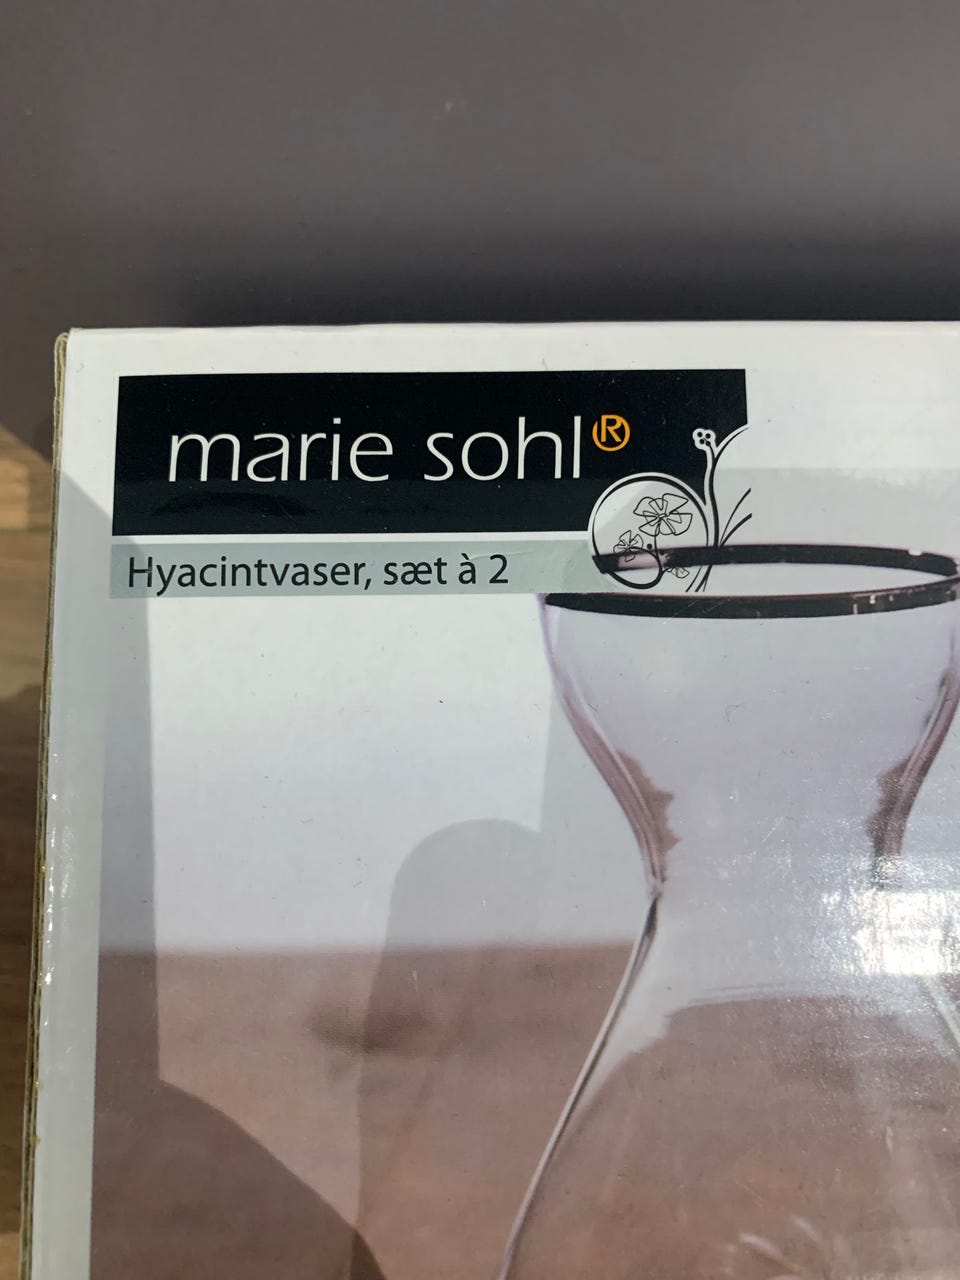 marie sohl®
Hyacintvaser, sæt à 2